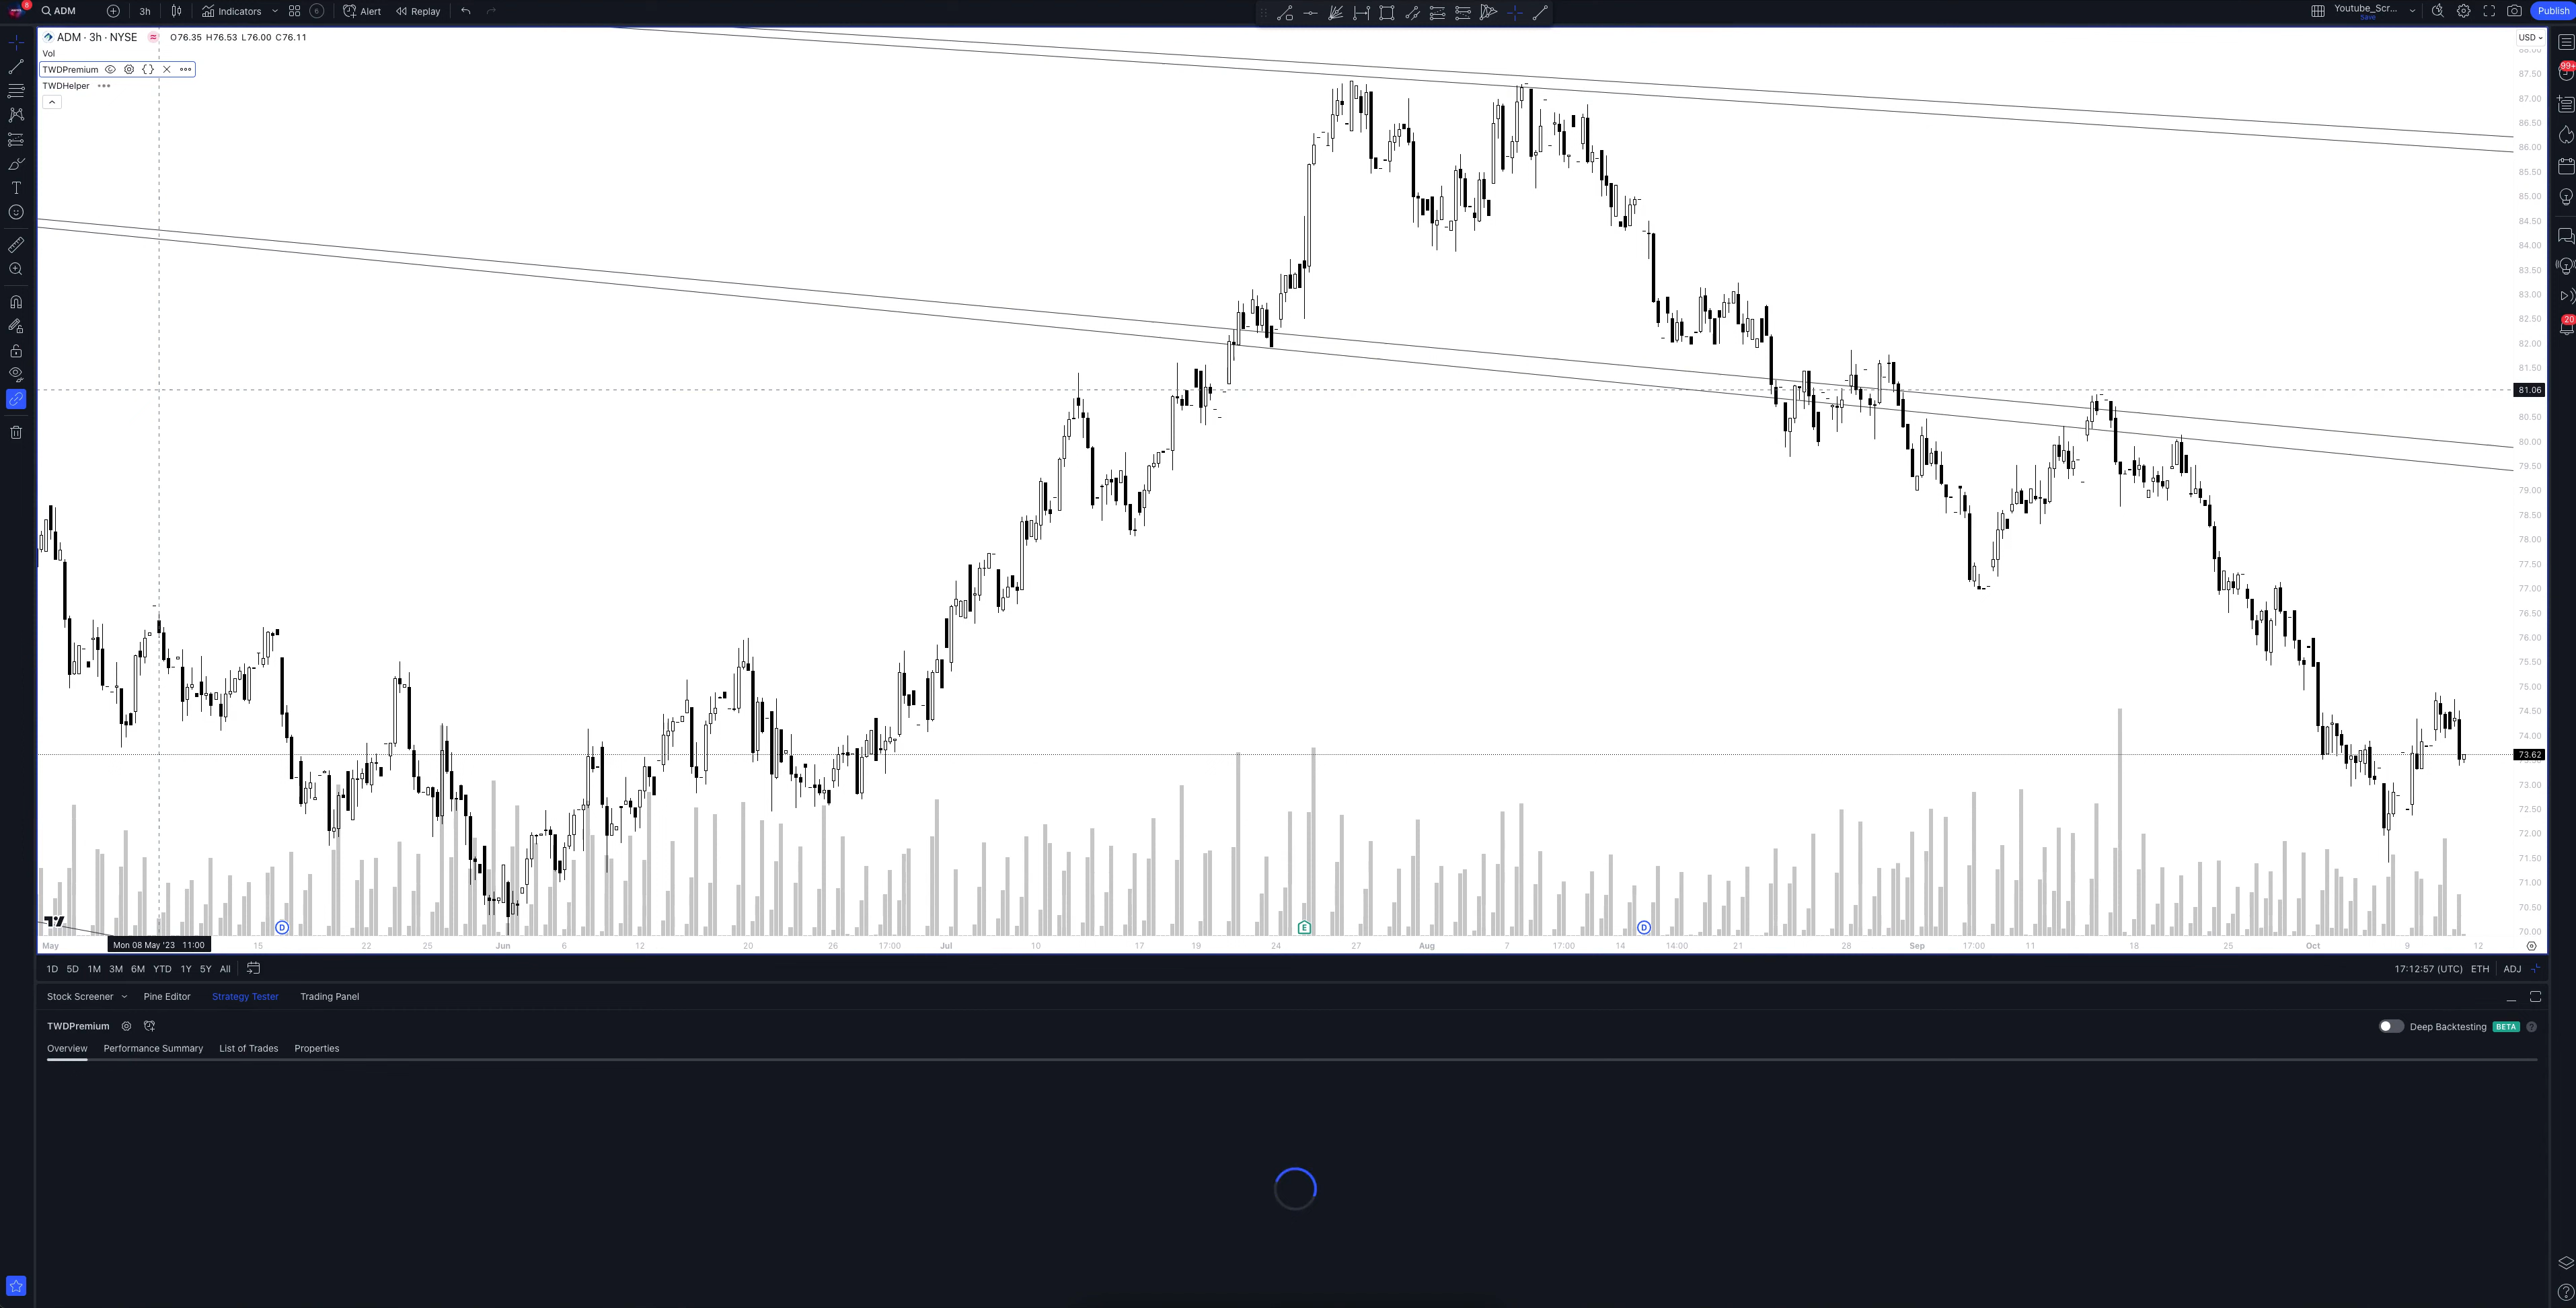 8
ADM
3h
Indicators
Alert
Replay
Youtube_Scr...
Save
Publish
ADM · 3h · NYSE
O76.35 H76.53 L76.00 C76.11
USD
Vol
TWDPremium
TWDHelper
88.00
87.50
87.00
86.50
86.00
85.50
85.00
84.50
84.00
83.50
83.00
82.50
82.00
81.50
81.06
80.50
80.00
79.50
79.00
78.50
78.00
77.50
77.00
76.50
76.00
75.50
75.00
74.50
74.00
73.62
73.00
72.50
72.00
71.50
71.00
70.50
70.00
99+
20
D
E
D
May
Mon 08 May '23 11:00
15
22
25
Jun
6
12
20
26
17:00
Jul
10
17
19
24
27
Aug
7
17:00
14
14:00
21
28
Sep
17:00
11
18
25
Oct
9
12
1D 5D 1M 3M 6M YTD 1Y 5Y All
17:12:57 (UTC) ETH ADJ
Stock Screener
Pine Editor
Strategy Tester
Trading Panel
TWDPremium
Deep Backtesting BETA
Overview
Performance Summary
List of Trades
Properties